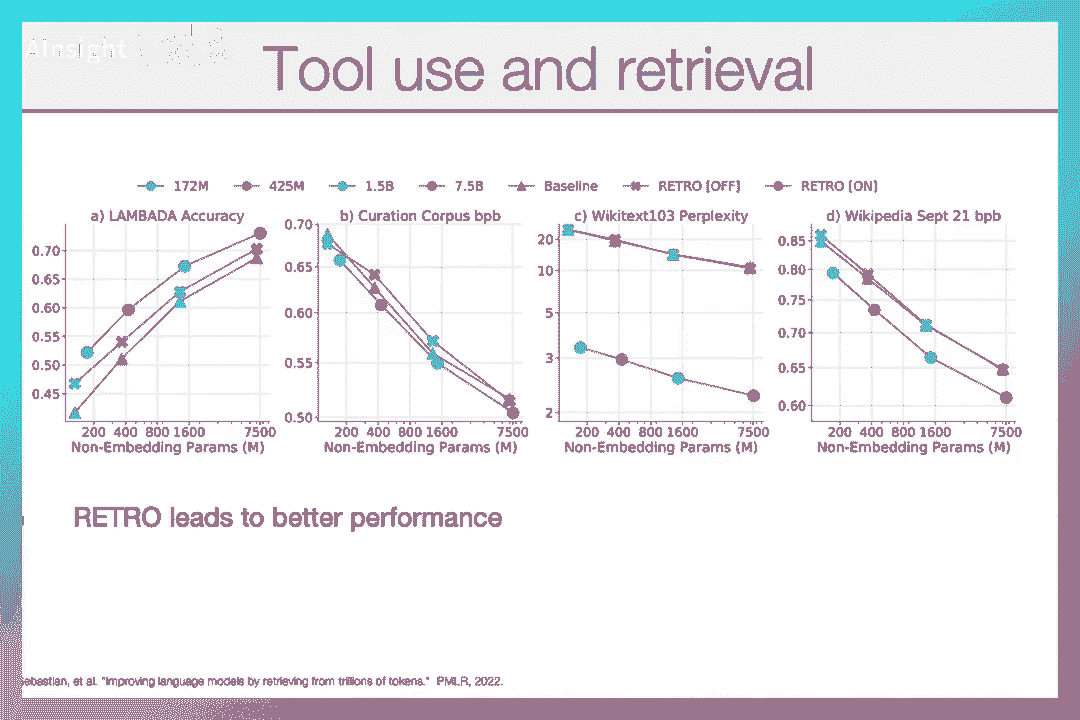 AInsight
Tool use and retrieval
172M 425M 1.5B 7.5B Baseline RETRO [OFF] RETRO [ON]
a) LAMBADA Accuracy
0.70
0.65
0.60
0.55
0.50
0.45
200 400 800 1600 7500
Non-Embedding Params (M)
b) Curation Corpus bpb
0.70
0.65
0.60
0.55
0.50
200 400 800 1600 7500
Non-Embedding Params (M)
c) Wikitext103 Perplexity
20
10
5
3
2
200 400 800 1600 7500
Non-Embedding Params (M)
d) Wikipedia Sept 21 bpb
0.85
0.80
0.75
0.70
0.65
0.60
200 400 800 1600 7500
Non-Embedding Params (M)
RETRO leads to better performance
ebastian, et al. "Improving language models by retrieving from trillions of tokens." PMLR, 2022.